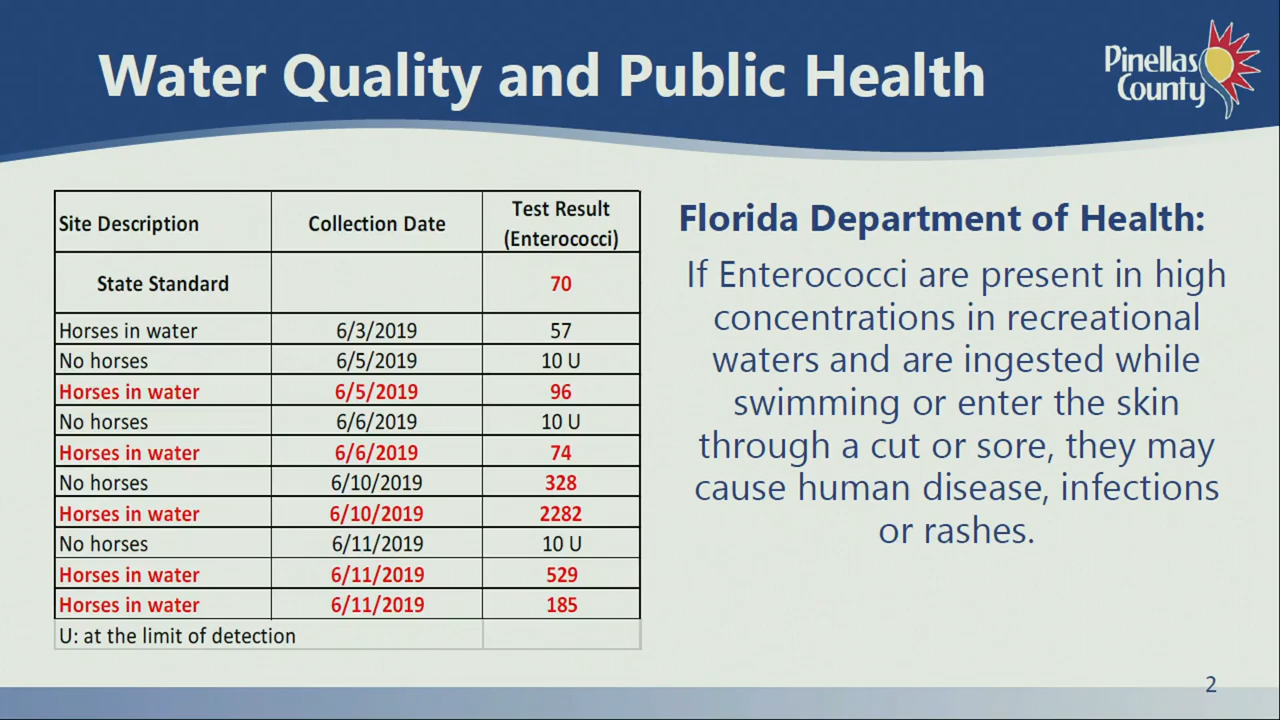 Water Quality and Public Health
Pinellas
County
Site Description Collection Date Test Result
(Enterococci)
State Standard 70
Horses in water 6/3/2019 57
No horses 6/5/2019 10 U
Horses in water 6/5/2019 96
No horses 6/6/2019 10 U
Horses in water 6/6/2019 74
No horses 6/10/2019 328
Horses in water 6/10/2019 2282
No horses 6/11/2019 10 U
Horses in water 6/11/2019 529
Horses in water 6/11/2019 185
U: at the limit of detection
Florida Department of Health:
If Enterococci are present in high
concentrations in recreational
waters and are ingested while
swimming or enter the skin
through a cut or sore, they may
cause human disease, infections
or rashes.
2